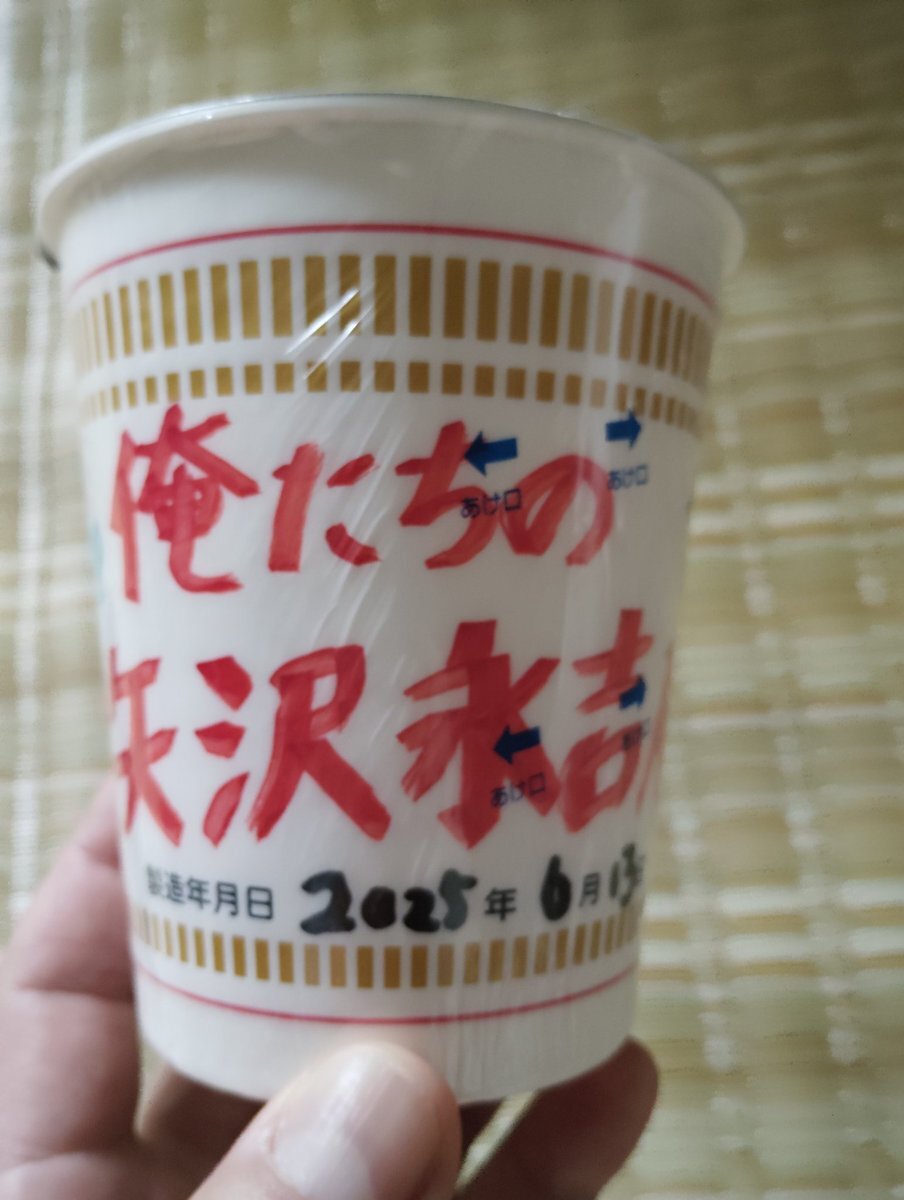 俺たちの
矢沢永吉
←
あけ口
→
あけ口
←
あけ口
→
製造年月日 2025年 6月 13